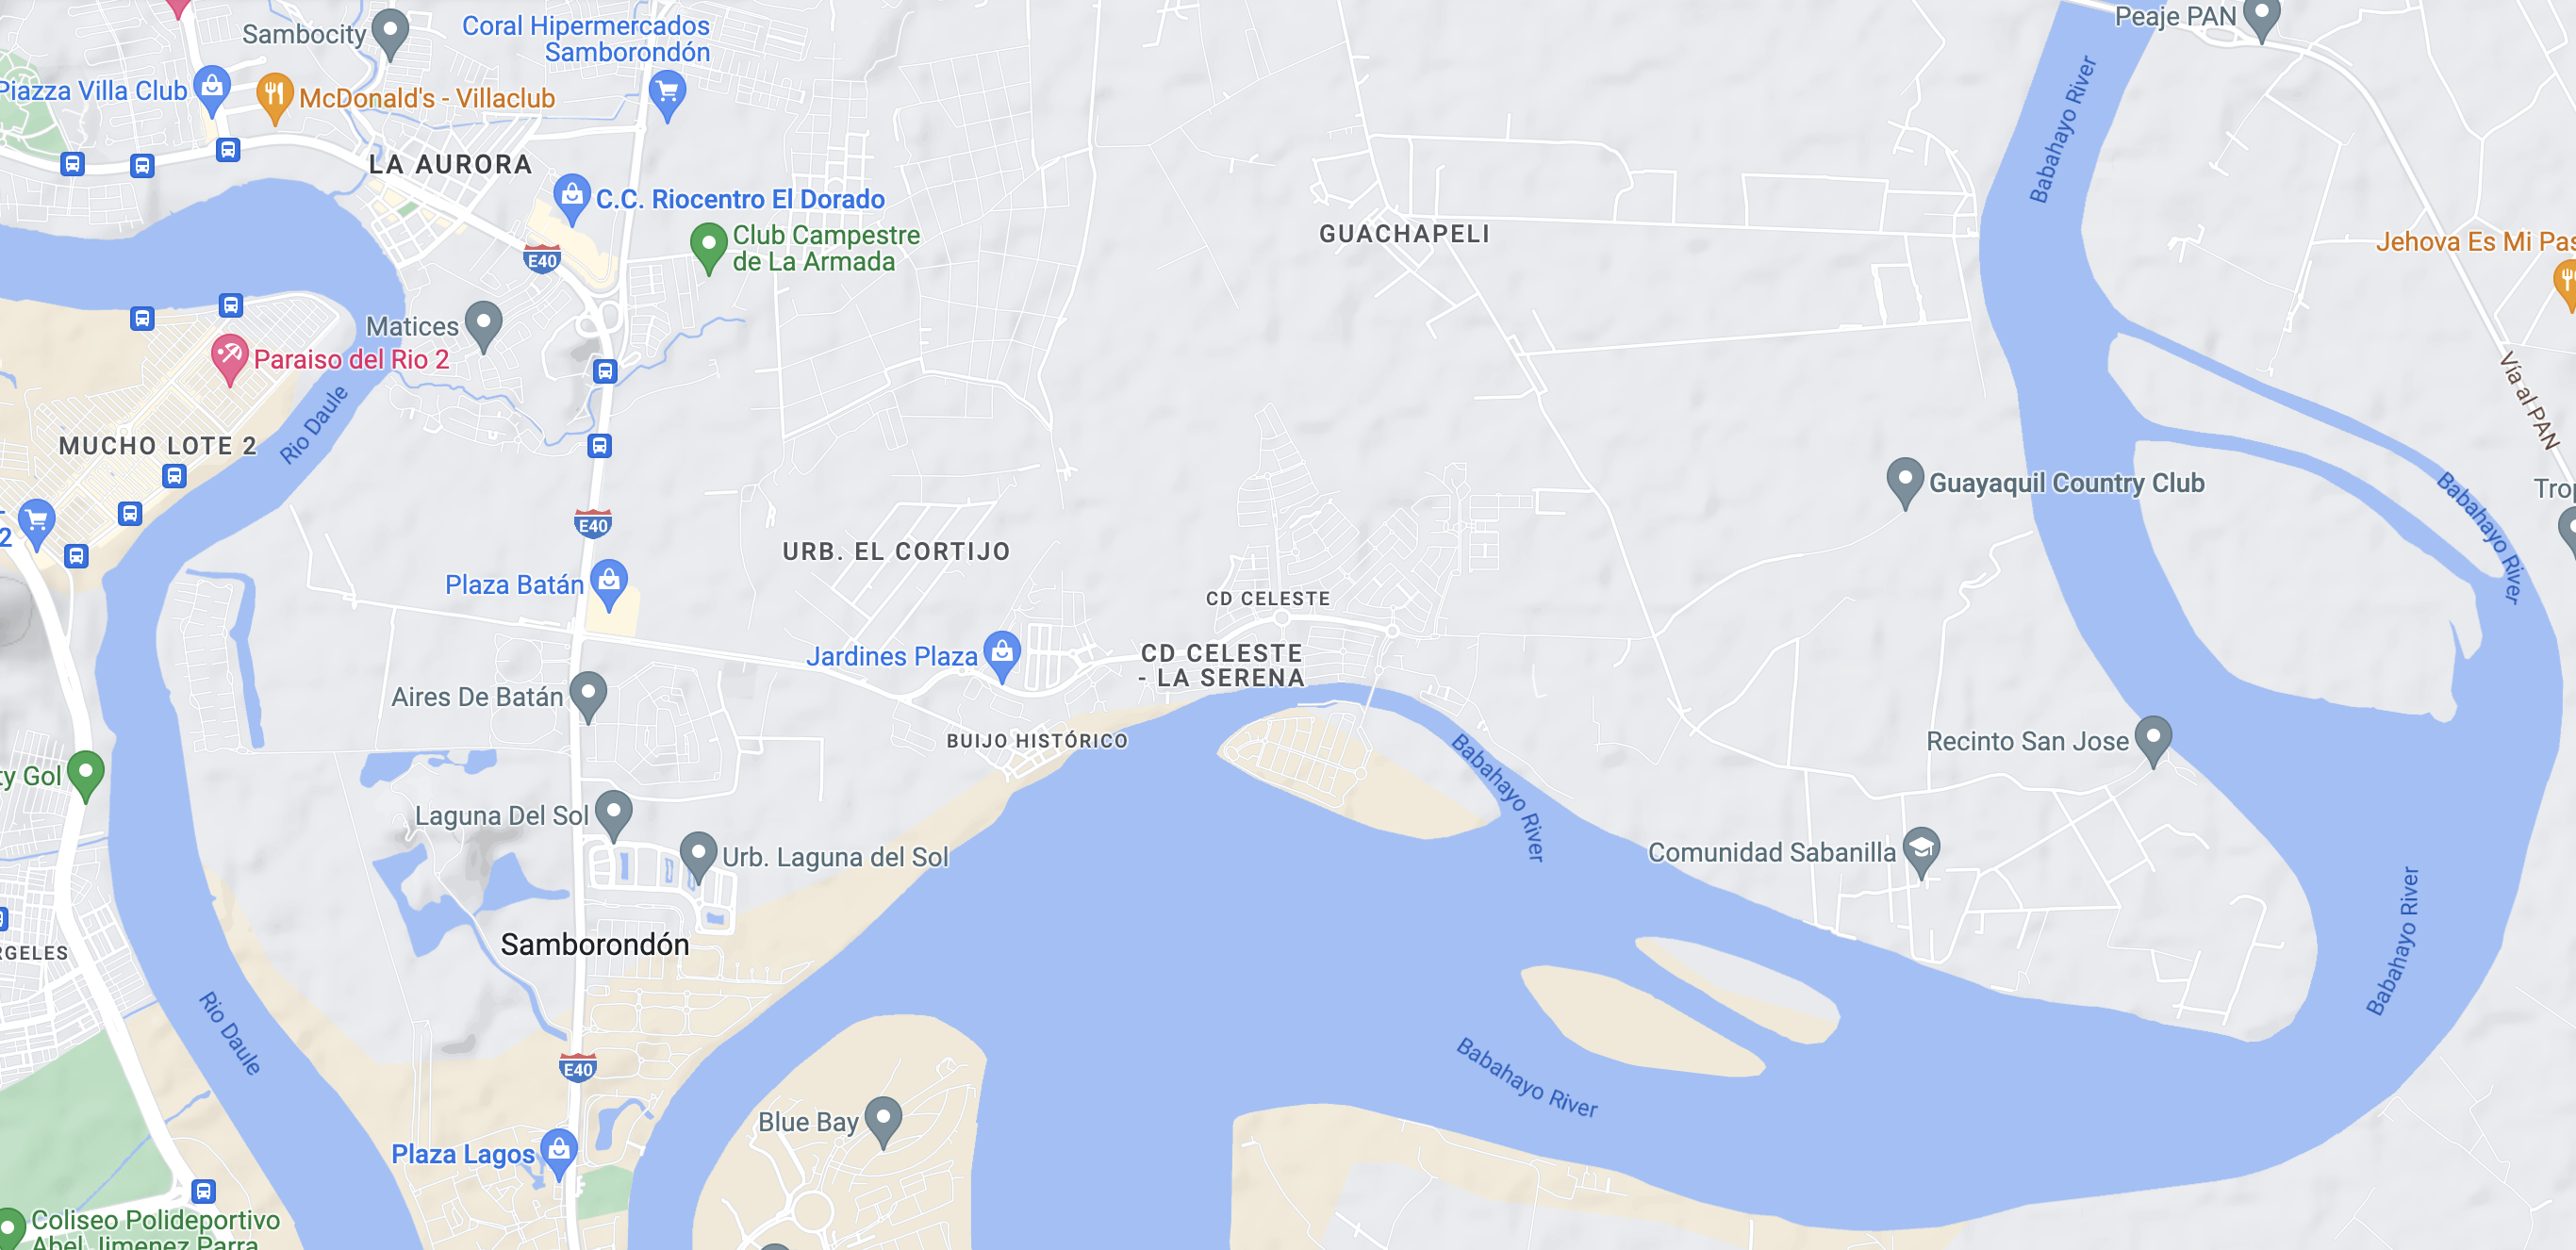 Peaje PAN
Coral Hipermercados
Samborondón
Sambocity
Piazza Villa Club
McDonald's - Villaclub
Babahayo River
LA AURORA
C.C. Riocentro El Dorado
GUACHAPELI
Club Campestre
de La Armada
Jehova Es Mi Pas
E40
Matices
Paraiso del Rio 2
Vía al PAN
Rio Daule
MUCHO LOTE 2
Guayaquil Country Club
Babahayo River
Trop
E40
2
URB. EL CORTIJO
Plaza Batán
CD CELESTE
Jardines Plaza
CD CELESTE
- LA SERENA
Aires De Batán
BUIJO HISTÓRICO
Recinto San Jose
Babahayo River
ty Gol
Laguna Del Sol
Urb. Laguna del Sol
Comunidad Sabanilla
Samborondón
RGELES
Babahayo River
Rio Daule
E40
Babahayo River
Blue Bay
Plaza Lagos
Coliseo Polideportivo
Abel Jimenez Parra